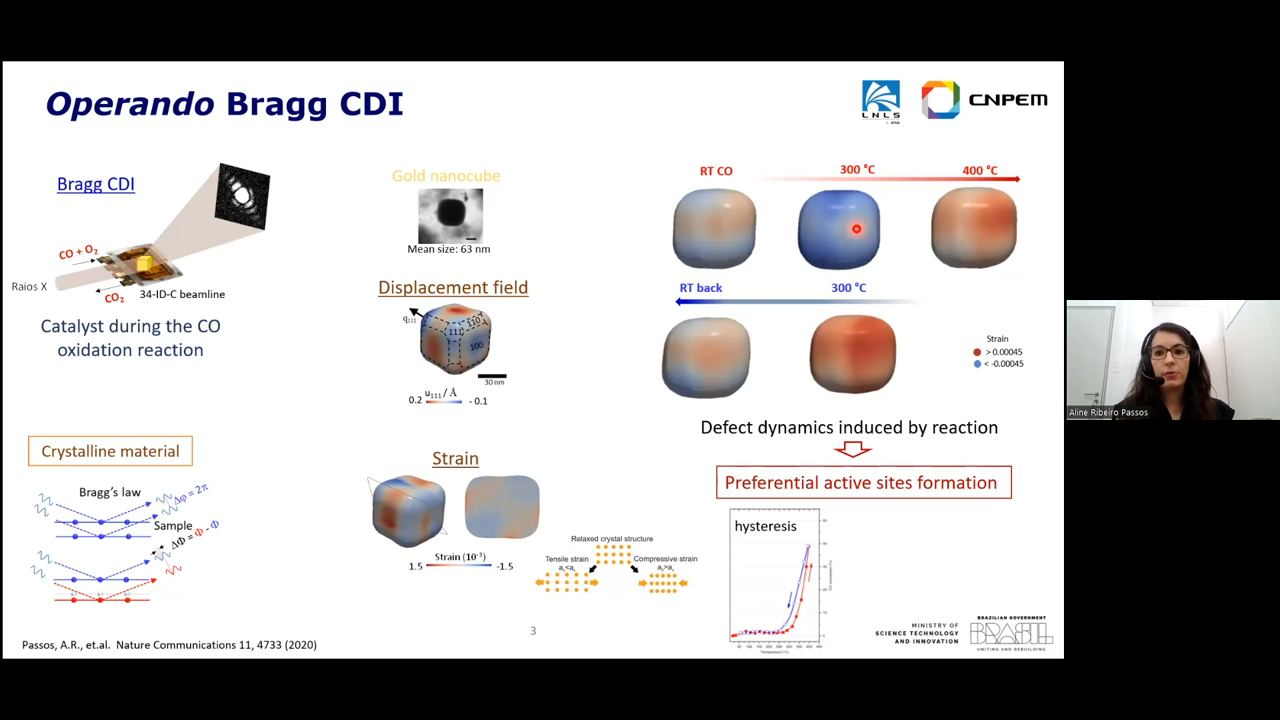 Operando Bragg CDI
LNLS
CNPEM
Bragg CDI
CO + O2
CO2
Raios X
34-ID-C beamline
Catalyst during the CO
oxidation reaction
Crystalline material
Bragg's law
Δφ = 2π
Sample
ΔΦ = Φ - Φ
Gold nanocube
Mean size: 63 nm
Displacement field
q111
111
110
100
30 nm
u111/ Å
0.2
- 0.1
Strain
Strain (10-3)
1.5
-1.5
Relaxed crystal structure
Tensile strain
Compressive strain
RT CO
300 °C
400 °C
RT back
300 °C
Strain
> 0.00045
< -0.00045
Defect dynamics induced by reaction
Preferential active sites formation
hysteresis
Temperature (°C)
3
Passos, A.R., et.al. Nature Communications 11, 4733 (2020)
MINISTRY OF
SCIENCE TECHNOLOGY
AND INNOVATION
BRAZILIAN GOVERNMENT
BRASIL
UNITING AND REBUILDING
Aline Ribeiro Passos